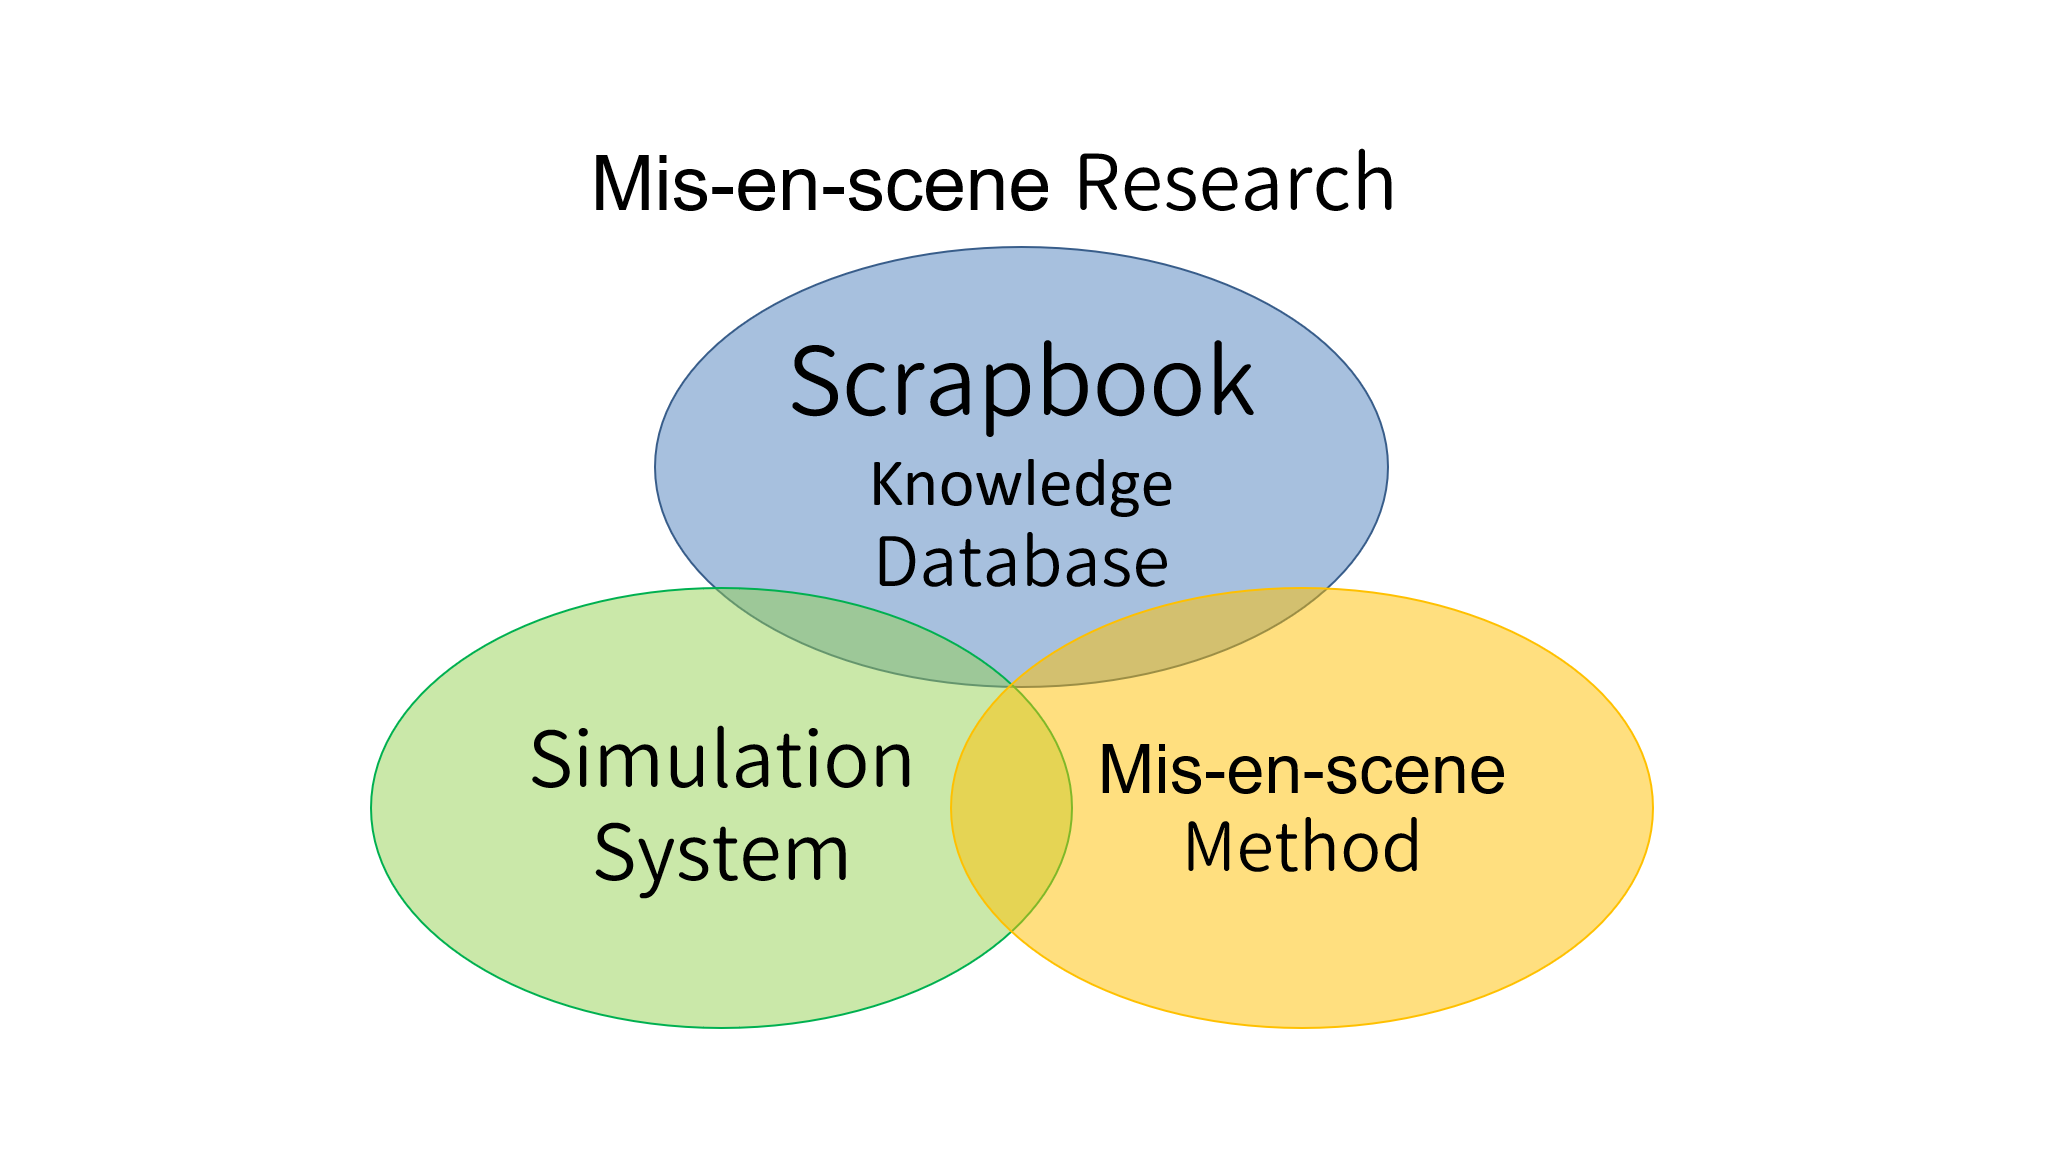 Mis-en-scene Research
Scrapbook
Knowledge
Database
Simulation
System
Mis-en-scene
Method